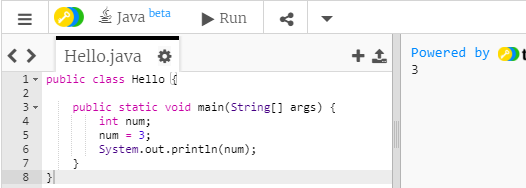 Java beta
Run
Hello.java
1 public class Hello {
2
3 public static void main(String[] args) {
4 int num;
5 num = 3;
6 System.out.println(num);
7 }
8 }
Powered by t
3